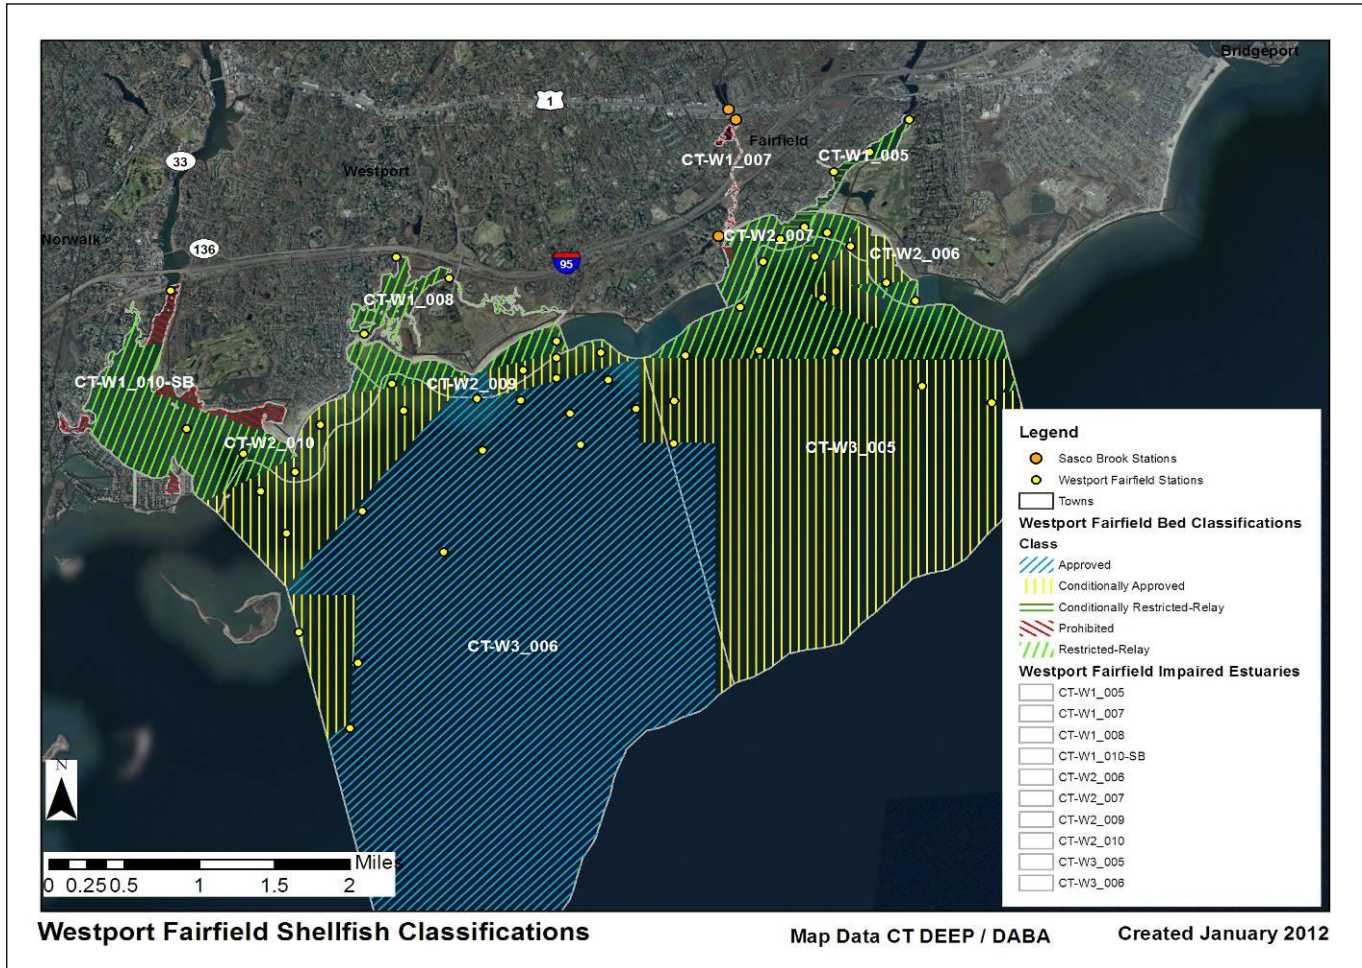 Bridgeport
1
Fairfield
CT-W1_007
CT-W1_005
33
Westport
Norwalk
136
95
CT-W2_007
CT-W2_006
CT-W1_008
CT-W1_010-SB
CT-W2_009
CT-W2_010
CT-W3_005
CT-W3_006
Legend
Sasco Brook Stations
Westport Fairfield Stations
Towns
Westport Fairfield Bed Classifications
Class
Approved
Conditionally Approved
Conditionally Restricted-Relay
Prohibited
Restricted-Relay
Westport Fairfield Impaired Estuaries
CT-W1_005
CT-W1_007
CT-W1_008
CT-W1_010-SB
CT-W2_006
CT-W2_007
CT-W2_009
CT-W2_010
CT-W3_005
CT-W3_006
N
Miles
0 0.25 0.5 1 1.5 2
Westport Fairfield Shellfish Classifications
Map Data CT DEEP / DABA
Created January 2012